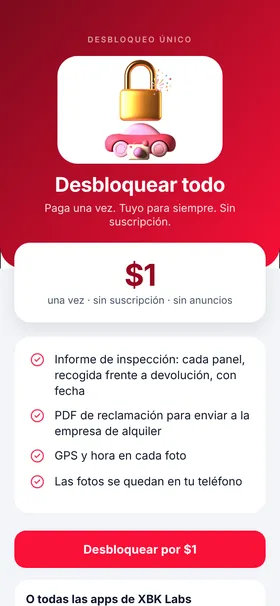 DESBLOQUEO ÚNICO
Desbloquear todo
Paga una vez. Tuyo para siempre. Sin
suscripción.
$1
una vez · sin suscripción · sin anuncios
Informe de inspección: cada panel,
recogida frente a devolución, con
fecha
PDF de reclamación para enviar a la
empresa de alquiler
GPS y hora en cada foto
Las fotos se quedan en tu teléfono
Desbloquear por $1
O todas las apps de XBK Labs